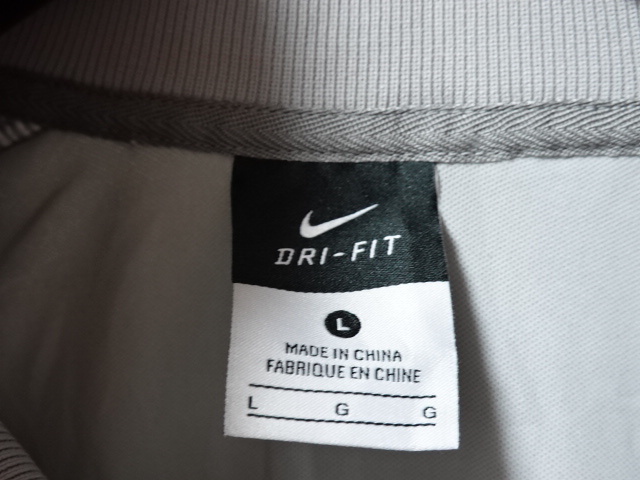 DRI-FIT
L
MADE IN CHINA
FABRIQUE EN CHINE
L G G